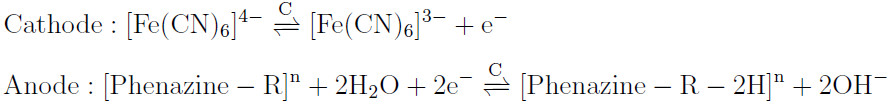 Cathode : [Fe(CN)₆]⁴⁻ ⇌ᶜ [Fe(CN)₆]³⁻ + e⁻
Anode : [Phenazine − R]ⁿ + 2H₂O + 2e⁻ ⇌ᶜ [Phenazine − R − 2H]ⁿ + 2OH⁻